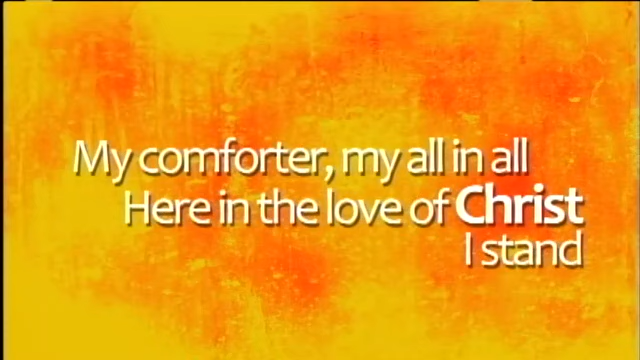 My comforter, my all in all
Here in the love of Christ
I stand